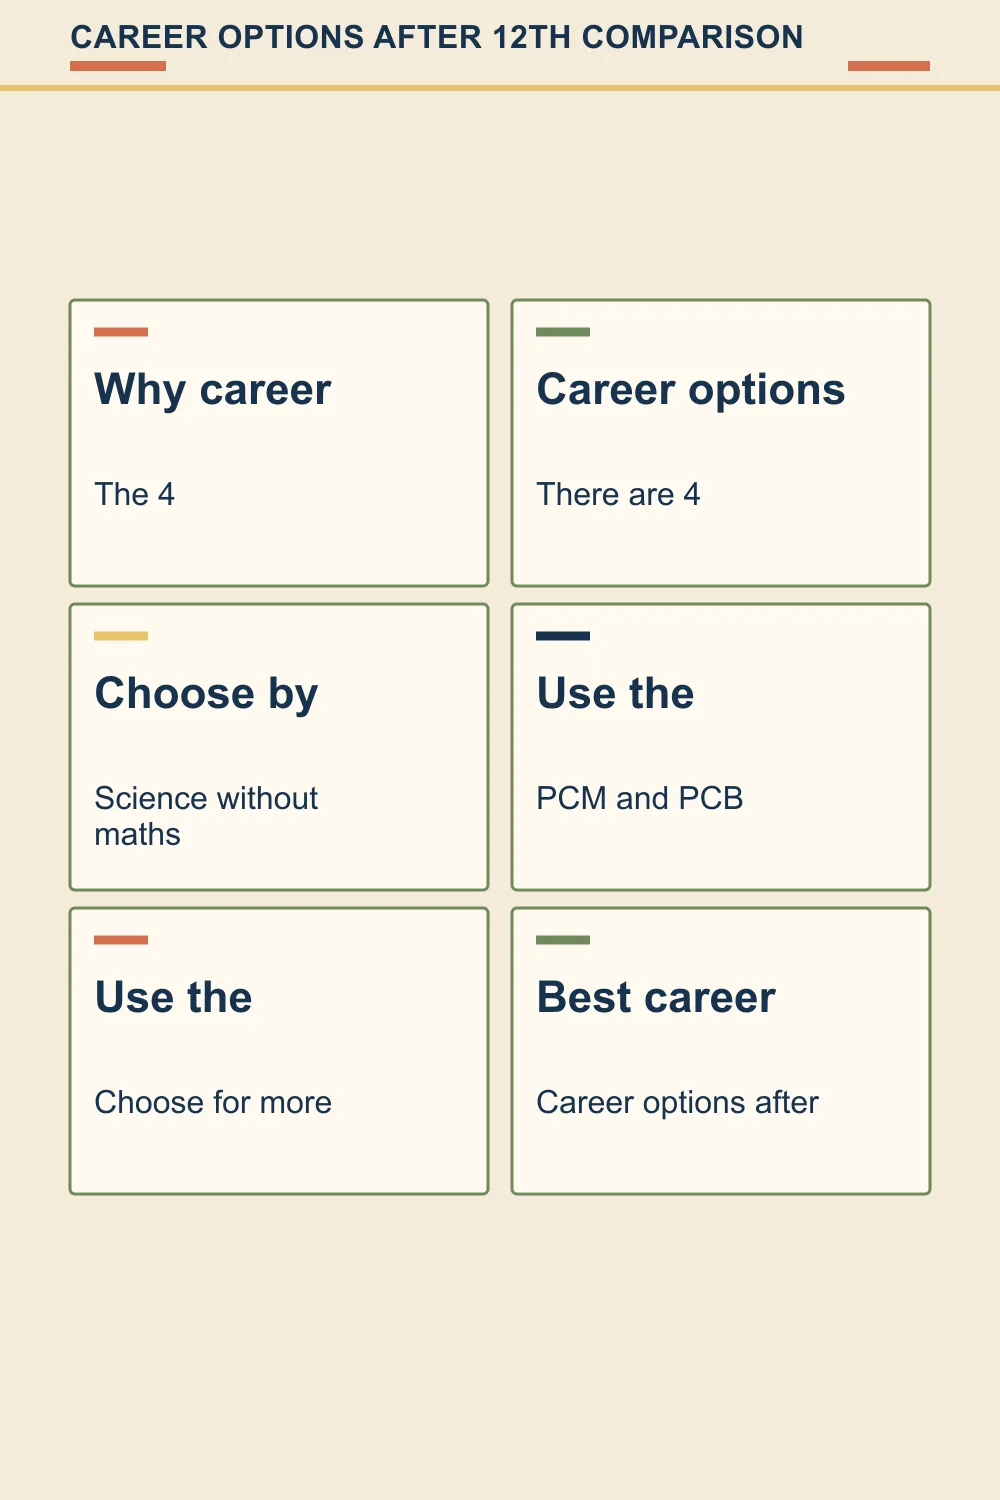 CAREER OPTIONS AFTER 12TH COMPARISON
Why career
The 4
Career options
There are 4
Choose by
Science without
maths
Use the
PCM and PCB
Use the
Choose for more
Best career
Career options after